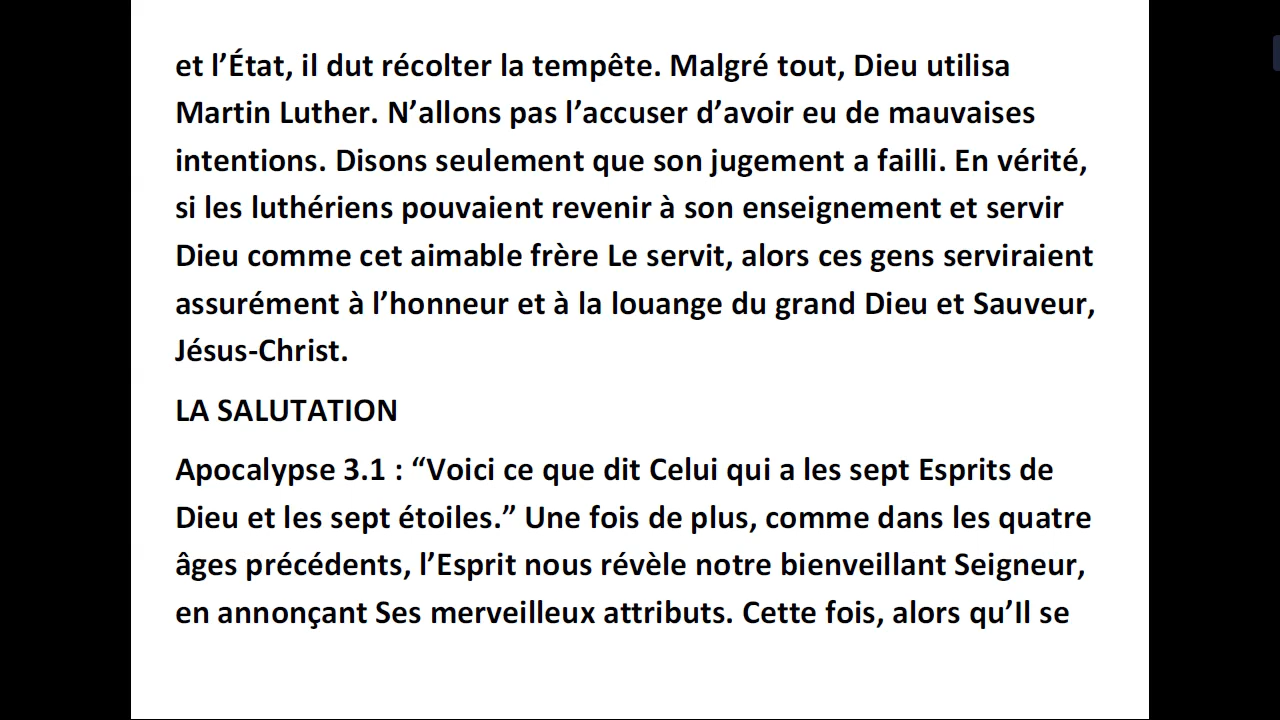 et l’État, il dut récolter la tempête. Malgré tout, Dieu utilisa
Martin Luther. N’allons pas l’accuser d’avoir eu de mauvaises
intentions. Disons seulement que son jugement a failli. En vérité,
si les luthériens pouvaient revenir à son enseignement et servir
Dieu comme cet aimable frère Le servit, alors ces gens serviraient
assurément à l’honneur et à la louange du grand Dieu et Sauveur,
Jésus-Christ.
LA SALUTATION
Apocalypse 3.1 : “Voici ce que dit Celui qui a les sept Esprits de
Dieu et les sept étoiles.” Une fois de plus, comme dans les quatre
âges précédents, l’Esprit nous révèle notre bienveillant Seigneur,
en annonçant Ses merveilleux attributs. Cette fois, alors qu’Il se